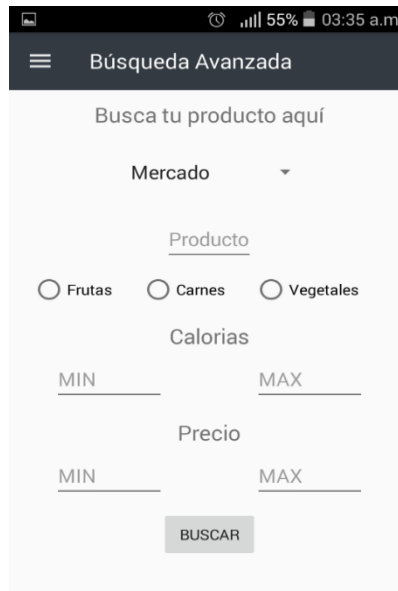 55% 03:35 a.m
Búsqueda Avanzada
Busca tu producto aquí
Mercado
Producto
Frutas Carnes Vegetales
Calorias
MIN MAX
Precio
MIN MAX
BUSCAR